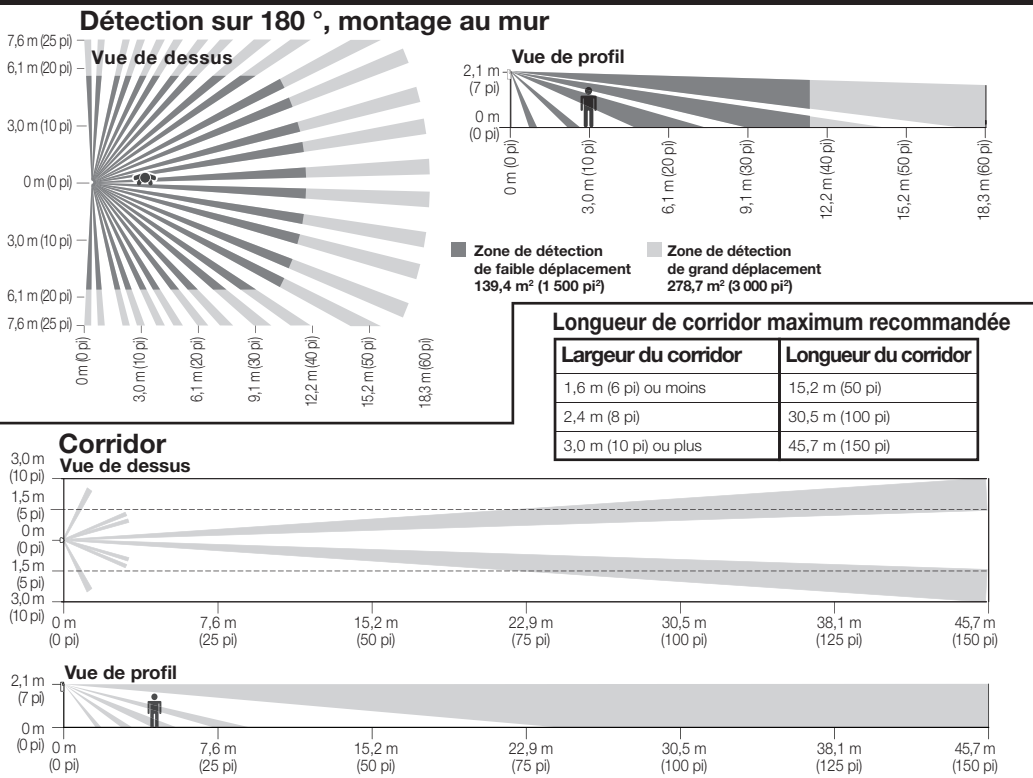 Détection sur 180 °, montage au mur
Vue de dessus
7,6 m (25 pi)
6,1 m (20 pi)
3,0 m (10 pi)
0 m (0 pi)
3,0 m (10 pi)
6,1 m (20 pi)
7,6 m (25 pi)
0 m (0 pi)
3,0 m (10 pi)
6,1 m (20 pi)
9,1 m (30 pi)
12,2 m (40 pi)
15,2 m (50 pi)
18,3 m (60 pi)
Vue de profil
2,1 m
(7 pi)
0 m
(0 pi)
0 m (0 pi)
3,0 m (10 pi)
6,1 m (20 pi)
9,1 m (30 pi)
12,2 m (40 pi)
15,2 m (50 pi)
18,3 m (60 pi)
Zone de détection
de faible déplacement
139,4 m² (1 500 pi²)
Zone de détection
de grand déplacement
278,7 m² (3 000 pi²)
Longueur de corridor maximum recommandée
Largeur du corridor Longueur du corridor
1,6 m (6 pi) ou moins 15,2 m (50 pi)
2,4 m (8 pi) 30,5 m (100 pi)
3,0 m (10 pi) ou plus 45,7 m (150 pi)
Corridor
Vue de dessus
3,0 m
(10 pi)
1,5 m
(5 pi)
0 m
(0 pi)
1,5 m
(5 pi)
3,0 m
(10 pi)
0 m 7,6 m 15,2 m 22,9 m 30,5 m 38,1 m 45,7 m
(0 pi) (25 pi) (50 pi) (75 pi) (100 pi) (125 pi) (150 pi)
Vue de profil
2,1 m
(7 pi)
0 m
(0 pi)
0 m 7,6 m 15,2 m 22,9 m 30,5 m 38,1 m 45,7 m
(0 pi) (25 pi) (50 pi) (75 pi) (100 pi) (125 pi) (150 pi)